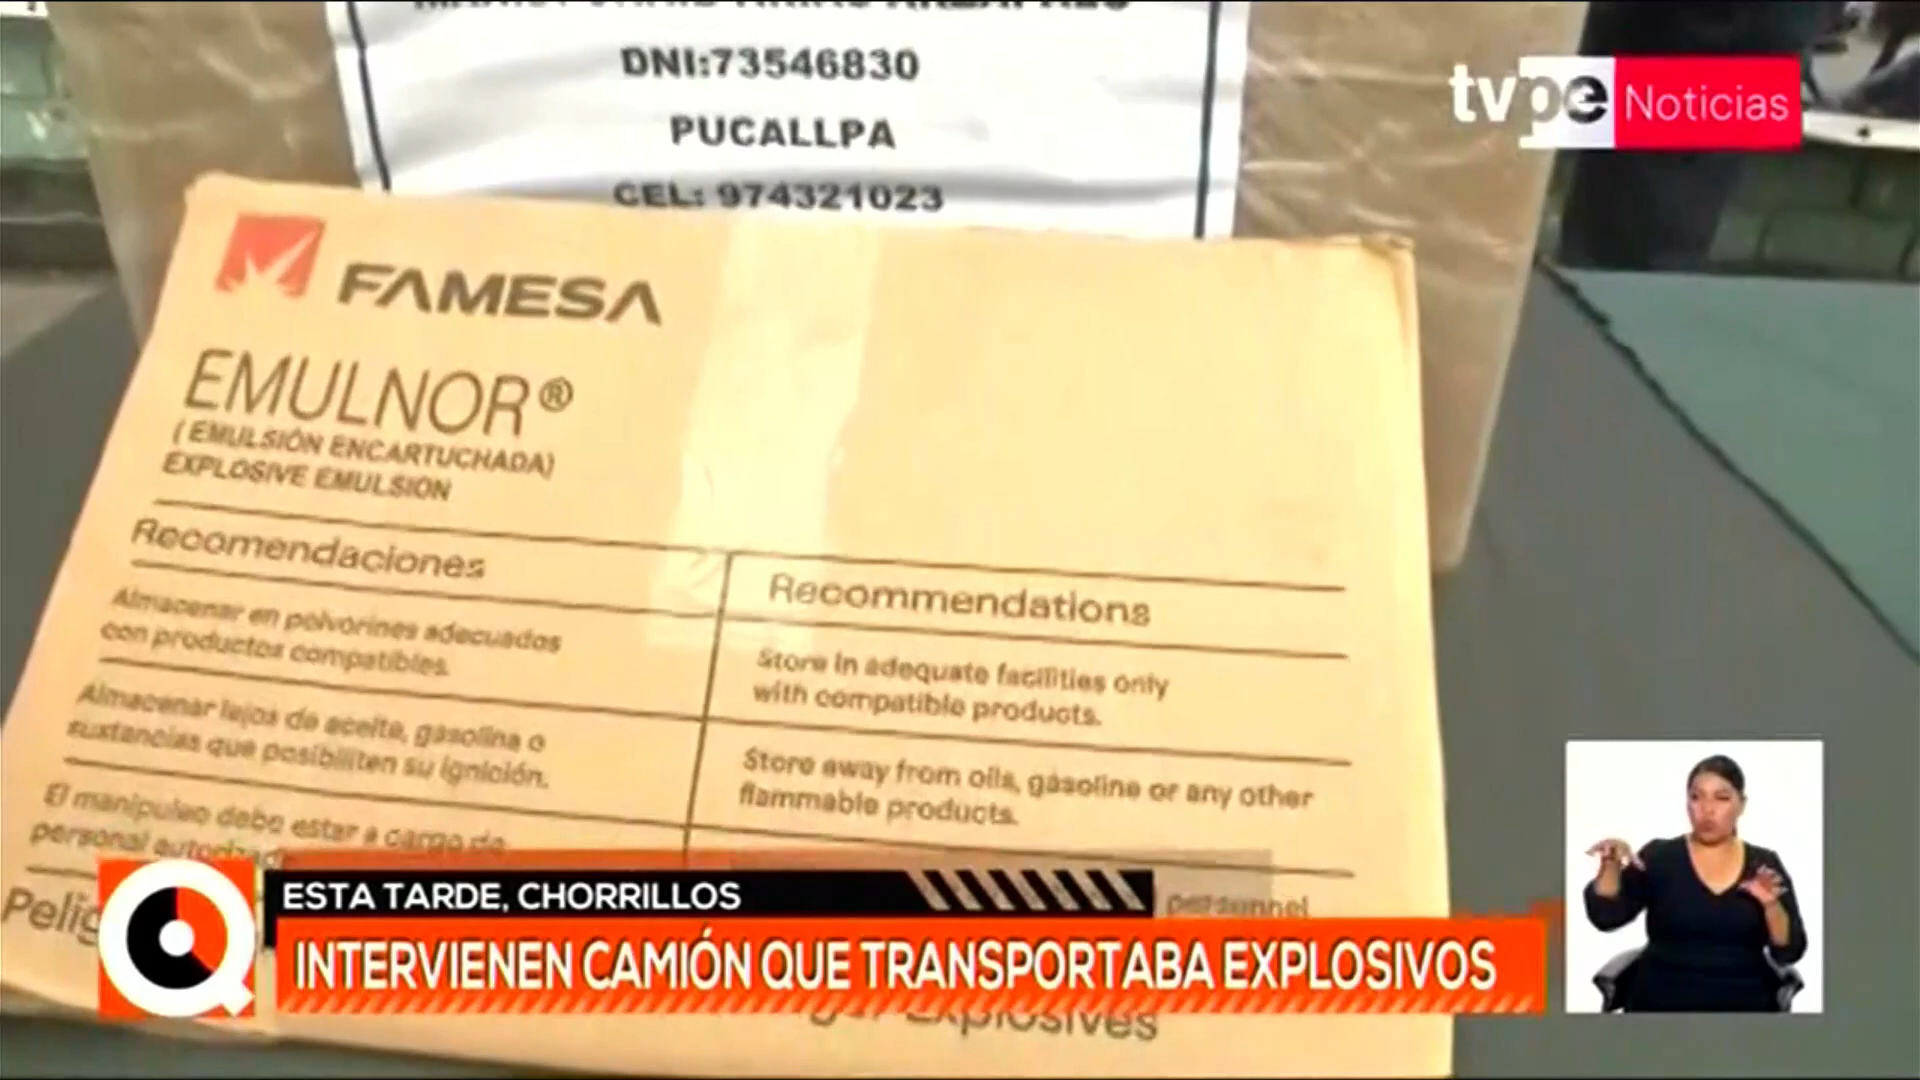 DNI:73546830
PUCALLPA
CEL: 974321023
tvpe Noticias
FAMESA
EMULNOR®
( EMULSIÓN ENCARTUCHADA)
EXPLOSIVE EMULSION
Recomendaciones
Almacenar en polvorines adecuados
con productos compatibles.
Almacenar lejos de aceite, gasolina o
sustancias que posibiliten su ignición.
El manipuleo debe estar a cargo de
personal
Recommendations
Store in adequate facilities only
with compatible products.
Store away from oils, gasoline or any other
flammable products.
personnel
Explosives
ESTA TARDE, CHORRILLOS
INTERVIENEN CAMIÓN QUE TRANSPORTABA EXPLOSIVOS